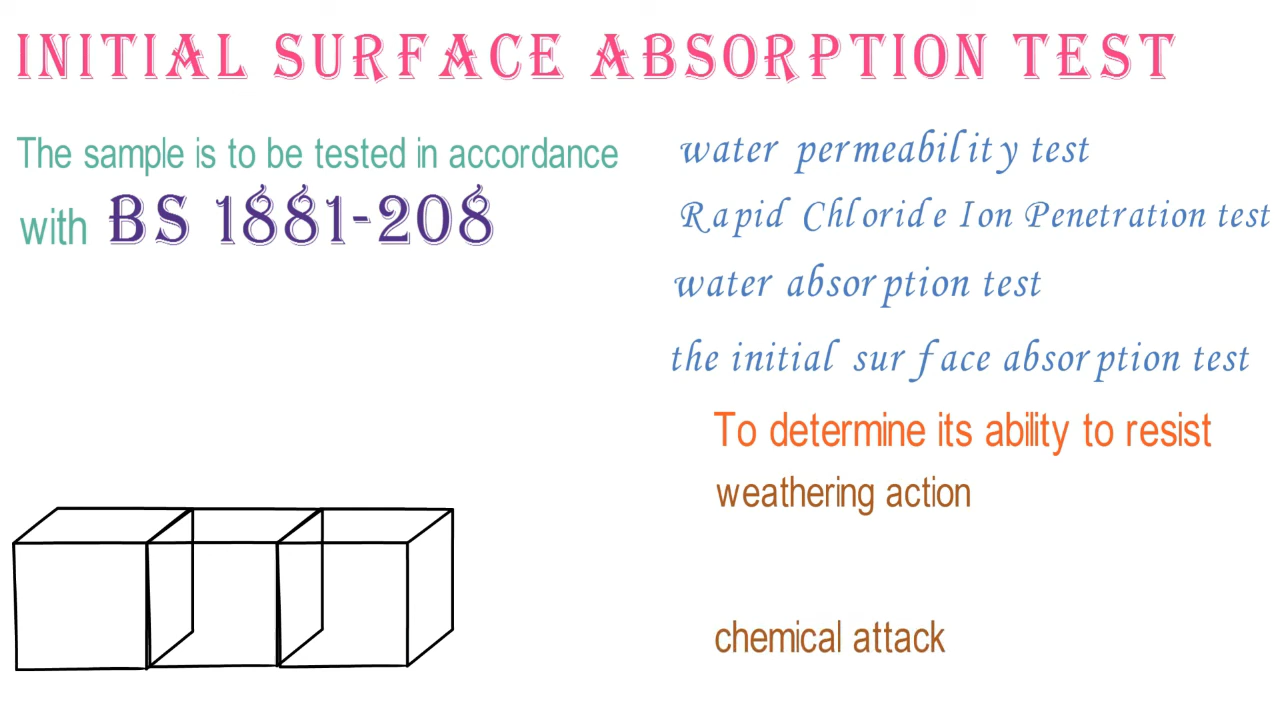 INITIAL SURFACE ABSORPTION TEST
The sample is to be tested in accordance
with BS 1881-208
water permeability test
Rapid Chloride Ion Penetration test
water absorption test
the initial surface absorption test
To determine its ability to resist
weathering action
chemical attack